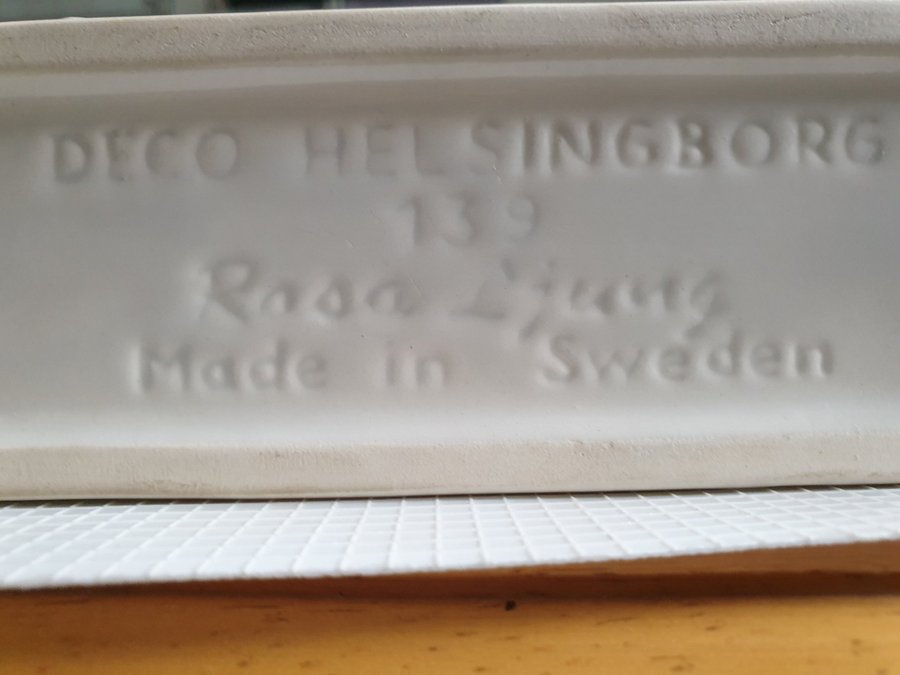 DECO HELSINGBORG
139
Rosa Ljung
Made in Sweden